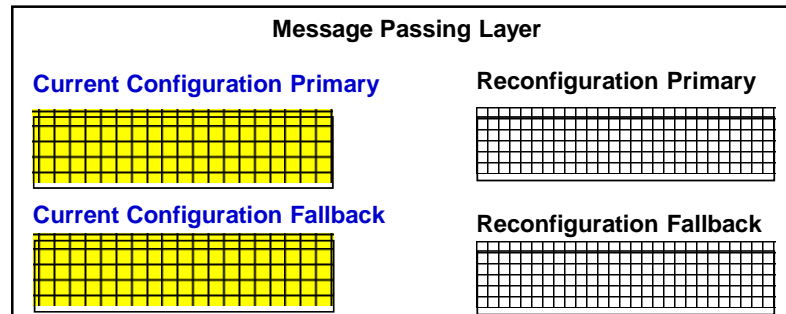 Message Passing Layer
Current Configuration Primary
Reconfiguration Primary
Current Configuration Fallback
Reconfiguration Fallback